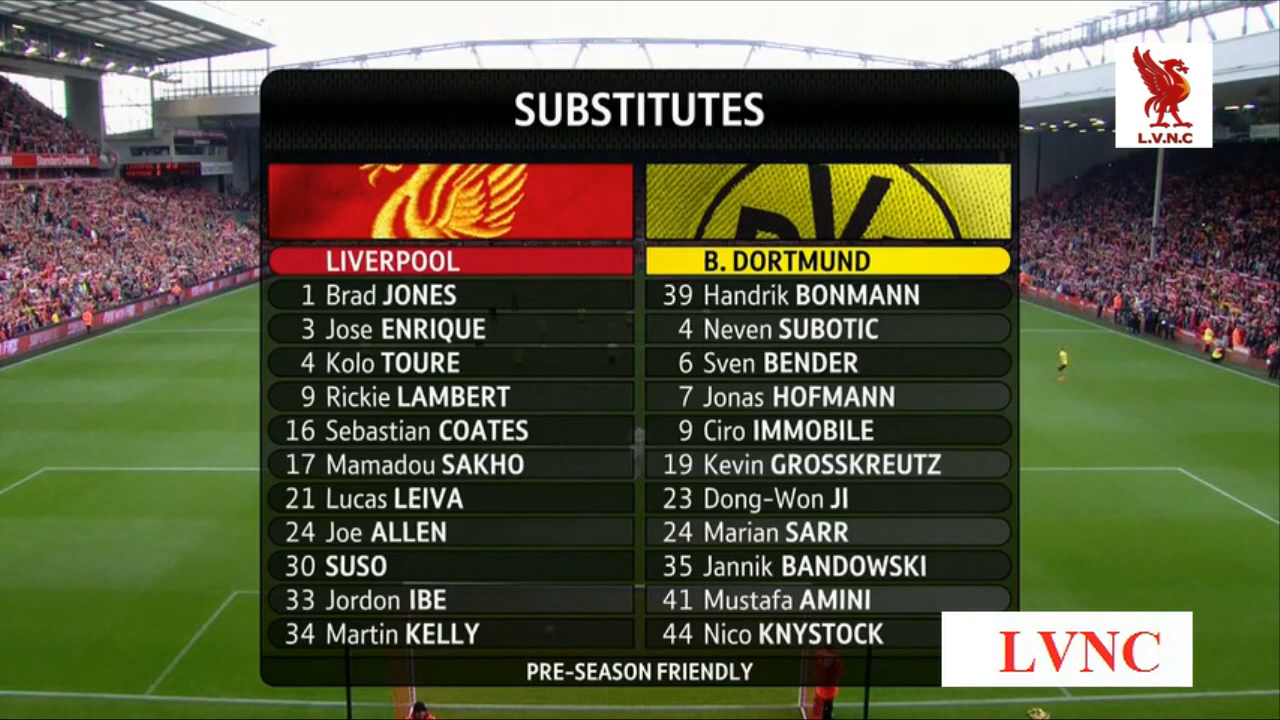 SUBSTITUTES
LIVERPOOL
1 Brad JONES
3 Jose ENRIQUE
4 Kolo TOURE
9 Rickie LAMBERT
16 Sebastian COATES
17 Mamadou SAKHO
21 Lucas LEIVA
24 Joe ALLEN
30 SUSO
33 Jordon IBE
34 Martin KELLY
B. DORTMUND
39 Handrik BONMANN
4 Neven SUBOTIC
6 Sven BENDER
7 Jonas HOFMANN
9 Ciro IMMOBILE
19 Kevin GROSSKREUTZ
23 Dong-Won JI
24 Marian SARR
35 Jannik BANDOWSKI
41 Mustafa AMINI
44 Nico KNYSTOCK
PRE-SEASON FRIENDLY
L.V.N.C
LVNC
Standard Chartered